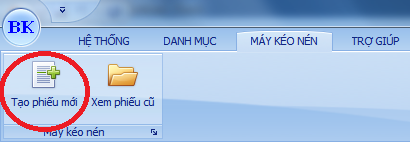 BK
HỆ THỐNG DANH MỤC MÁY KÉO NÉN TRỢ GIÚP
Tạo phiếu mới Xem phiếu cũ
Máy kéo nén